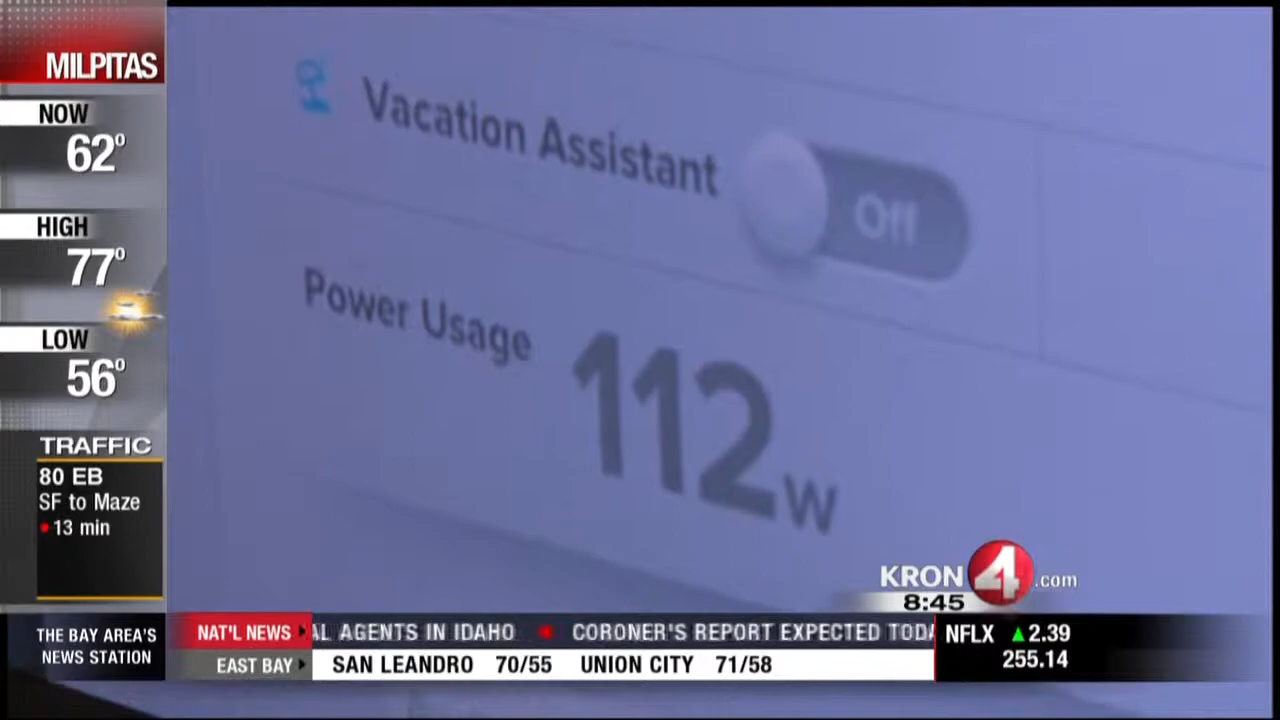 MILPITAS
NOW
62°
HIGH
77°
LOW
56°
TRAFFIC
80 EB
SF to Maze
13 min
THE BAY AREA'S
NEWS STATION
Vacation Assistant
Off
Power Usage
112W
KRON 4.com
8:45
NAT'L NEWS
AGENTS IN IDAHO CORONER'S REPORT EXPECTED
EAST BAY
SAN LEANDRO 70/55 UNION CITY 71/58
NFLX 2.39
255.14